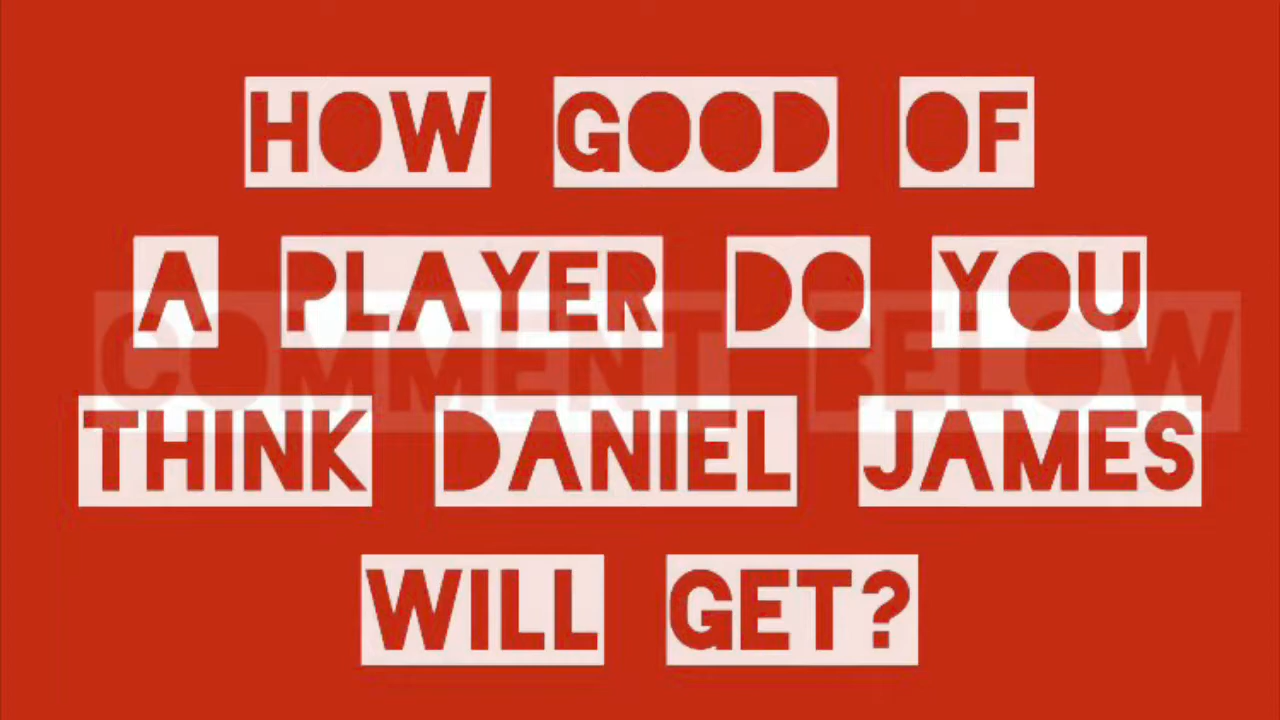 HOW GOOD OF
A PLAYER DO YOU
COMMENT BELOW
THINK DANIEL JAMES
WILL GET?